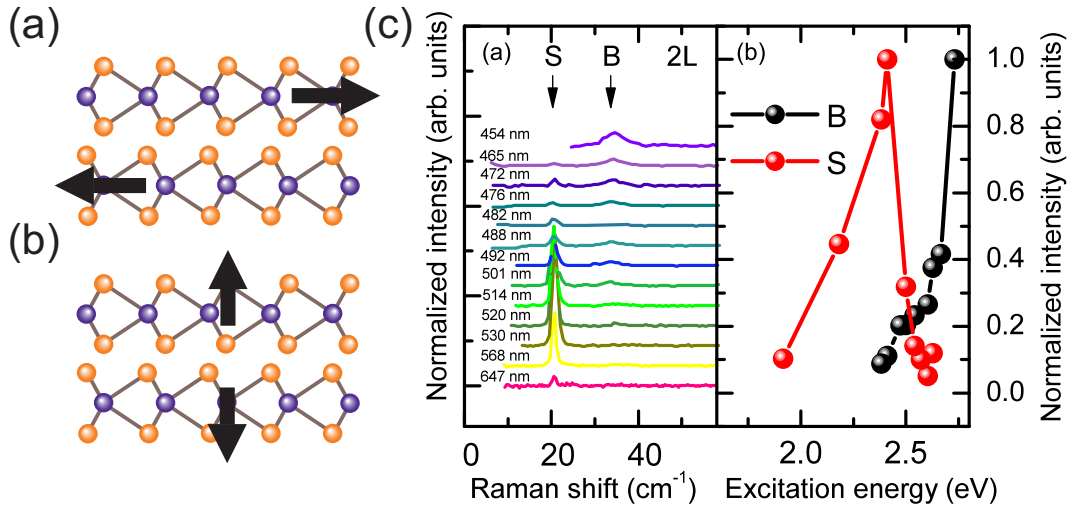 (a)
(b)
(c)
Normalized intensity (arb. units)
(a)
S
B
2L
454 nm
465 nm
472 nm
476 nm
482 nm
488 nm
492 nm
501 nm
514 nm
520 nm
530 nm
568 nm
647 nm
0
20
40
Raman shift (cm⁻¹)
(b)
B
S
2.0
2.5
Excitation energy (eV)
1.0
0.8
0.6
0.4
0.2
0.0
Normalized intensity (arb. units)